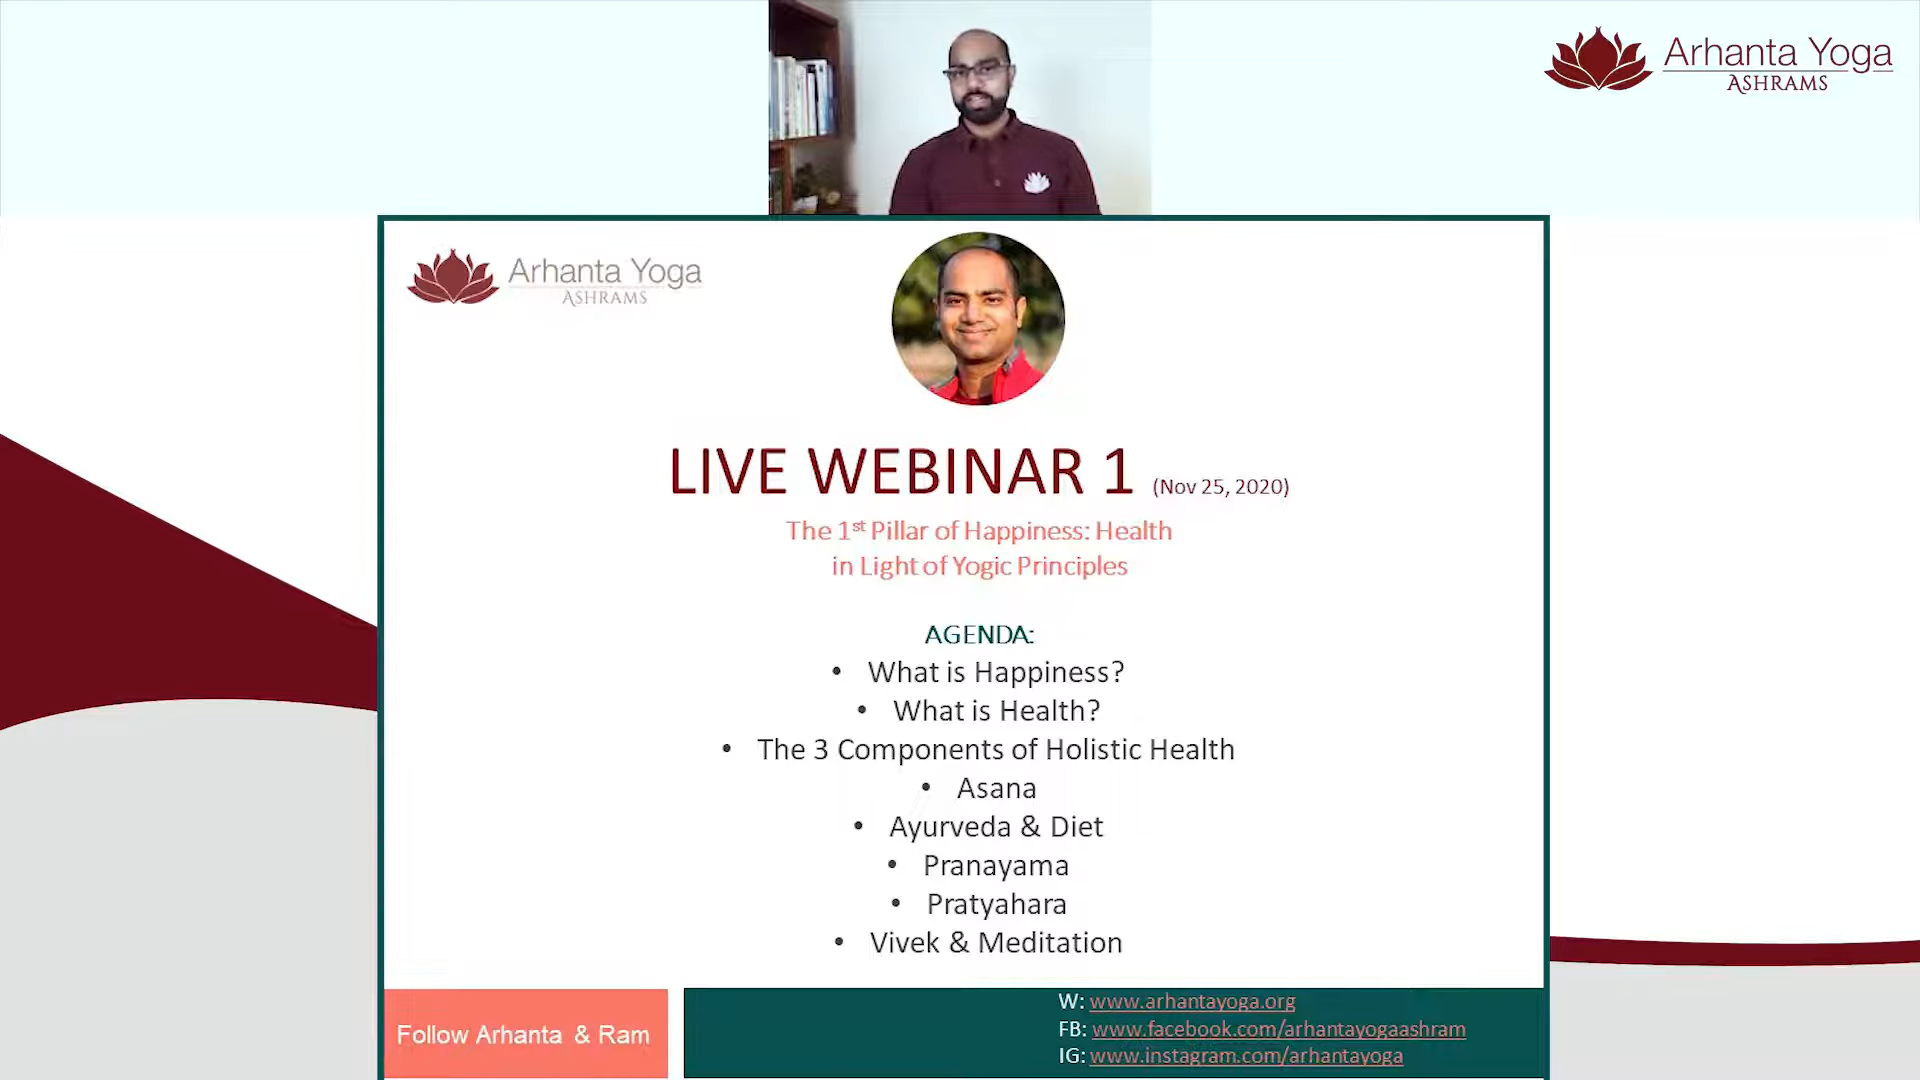 Arhanta Yoga
ASHRAMS
Arhanta Yoga
ASHRAMS
LIVE WEBINAR 1 (Nov 25, 2020)
The 1st Pillar of Happiness: Health
in Light of Yogic Principles
AGENDA:
• What is Happiness?
• What is Health?
• The 3 Components of Holistic Health
• Asana
• Ayurveda & Diet
• Pranayama
• Pratyahara
• Vivek & Meditation
Follow Arhanta & Ram
W: www.arhantayoga.org
FB: www.facebook.com/arhantayogaashram
IG: www.instagram.com/arhantayoga